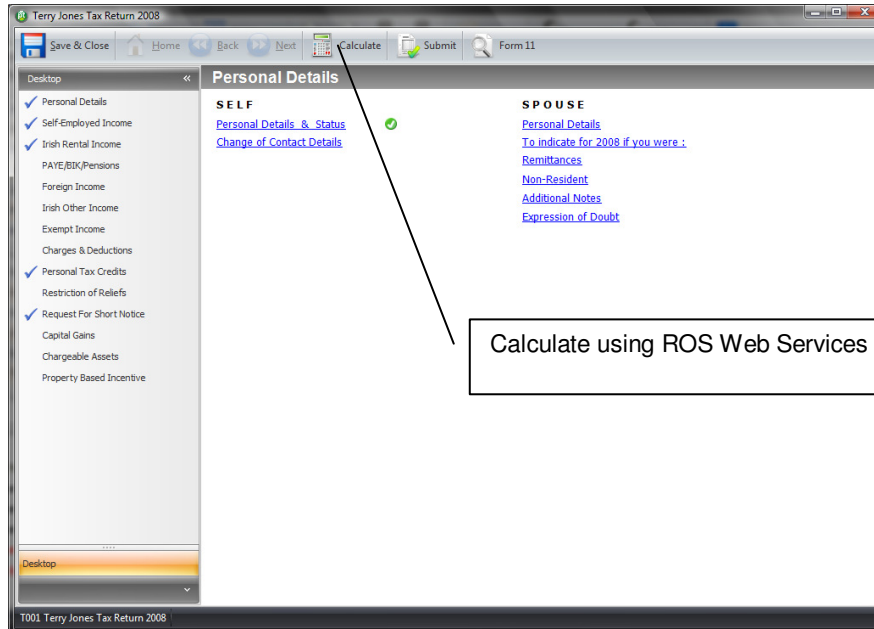 Terry Jones Tax Return 2008
Save & Close Home Back Next Calculate Submit Form 11
Desktop «
Personal Details
Self-Employed Income
Irish Rental Income
PAYE/BIK/Pensions
Foreign Income
Irish Other Income
Exempt Income
Charges & Deductions
Personal Tax Credits
Restriction of Reliefs
Request For Short Notice
Capital Gains
Chargeable Assets
Property Based Incentive
Desktop
Personal Details
SELF
Personal Details & Status
Change of Contact Details
SPOUSE
Personal Details
To indicate for 2008 if you were :
Remittances
Non-Resident
Additional Notes
Expression of Doubt
Calculate using ROS Web Services
T001 Terry Jones Tax Return 2008